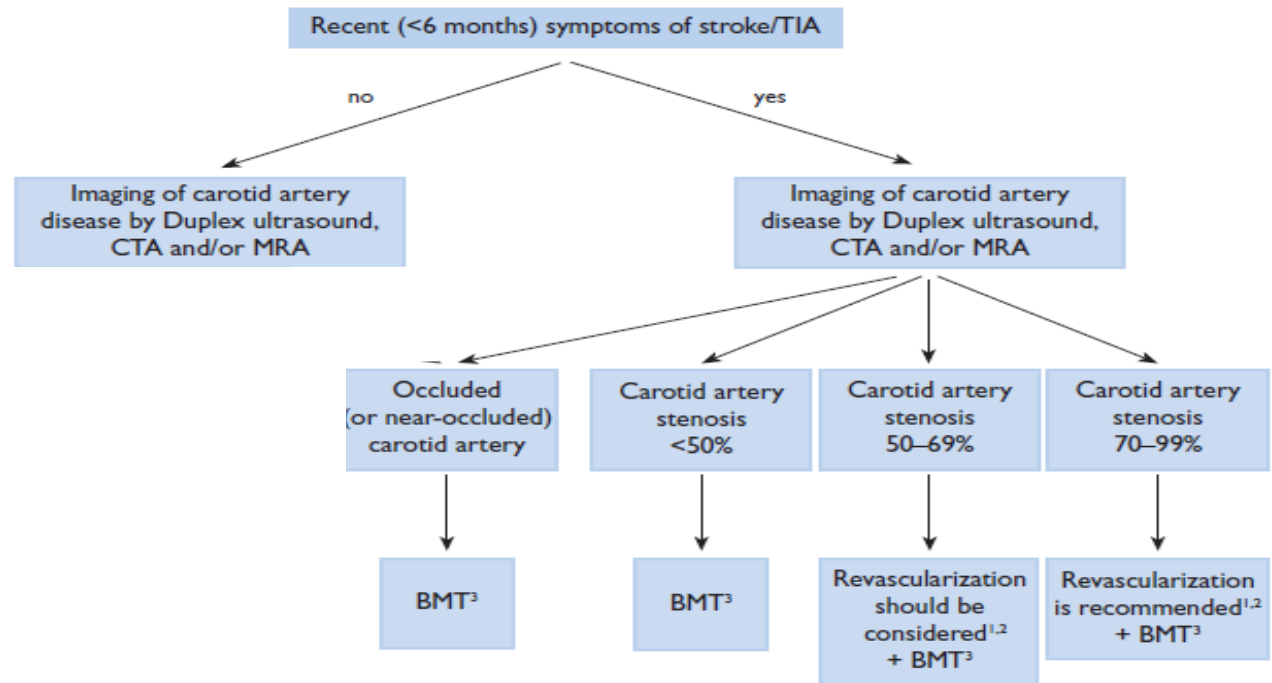 Recent (<6 months) symptoms of stroke/TIA
no
yes
Imaging of carotid artery
disease by Duplex ultrasound,
CTA and/or MRA
Imaging of carotid artery
disease by Duplex ultrasound,
CTA and/or MRA
Occluded
(or near-occluded)
carotid artery
Carotid artery
stenosis
<50%
Carotid artery
stenosis
50–69%
Carotid artery
stenosis
70–99%
BMT³
BMT³
Revascularization
should be
considered¹,²
+ BMT³
Revascularization
is recommended¹,²
+ BMT³